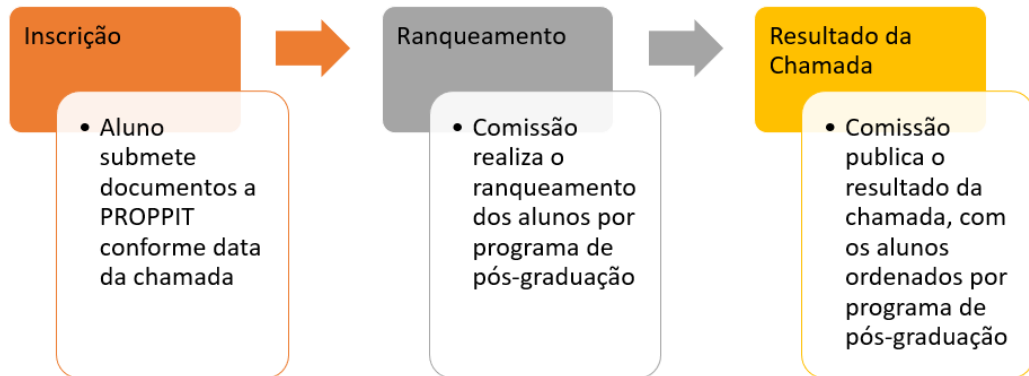 Inscrição
• Aluno
submete
documentos a
PROPPIT
conforme data
da chamada
Ranqueamento
• Comissão
realiza o
ranqueamento
dos alunos por
programa de
pós-graduação
Resultado da
Chamada
• Comissão
publica o
resultado da
chamada, com
os alunos
ordenados por
programa de
pós-graduação